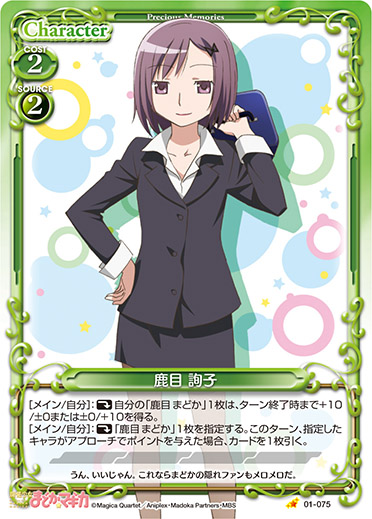 Precious Memories
Character
COST
2
SOURCE
2
鹿目 詢子
[メイン/自分]:自分の「鹿目 まどか」1枚は、ターン終了時まで+10
/±0または±0/+10を得る。
[メイン/自分]:「鹿目 まどか」1枚を指定する。このターン、指定した
キャラがアプローチでポイントを与えた場合、カードを1枚引く。
うん、いいじゃん。これならまどかの隠れファンもメロメロだ。
まどか☆マギカ
©Magica Quartet／Aniplex・Madoka Partners・MBS
01-075